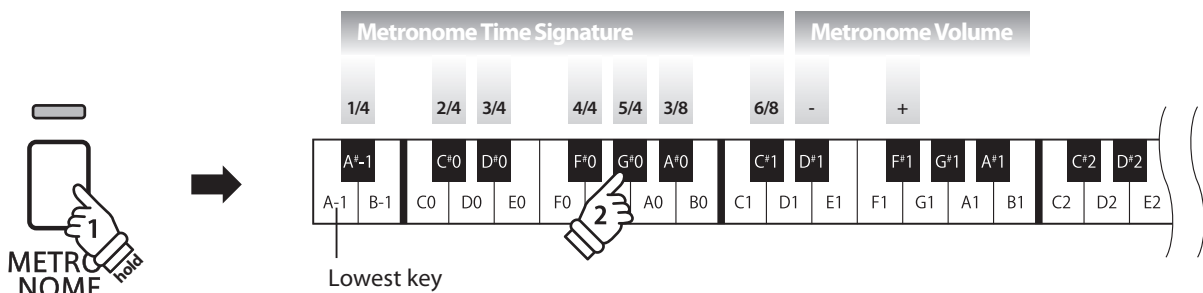 Metronome Time Signature Metronome Volume
1/4 2/4 3/4 4/4 5/4 3/8 6/8 - +
A#-1 C#0 D#0 F#0 G#0 A#0 C#1 D#1 F#1 G#1 A#1 C#2 D#2
A-1 B-1 C0 D0 E0 F0 A0 B0 C1 D1 E1 F1 G1 A1 B1 C2 D2 E2
1
2
hold
METRO
NOME
Lowest key